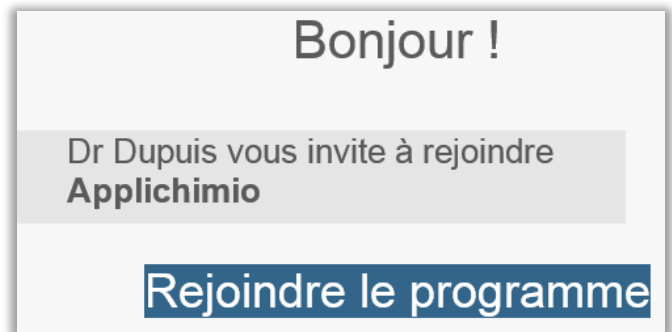 Bonjour !
Dr Dupuis vous invite à rejoindre
Applichimio
Rejoindre le programme